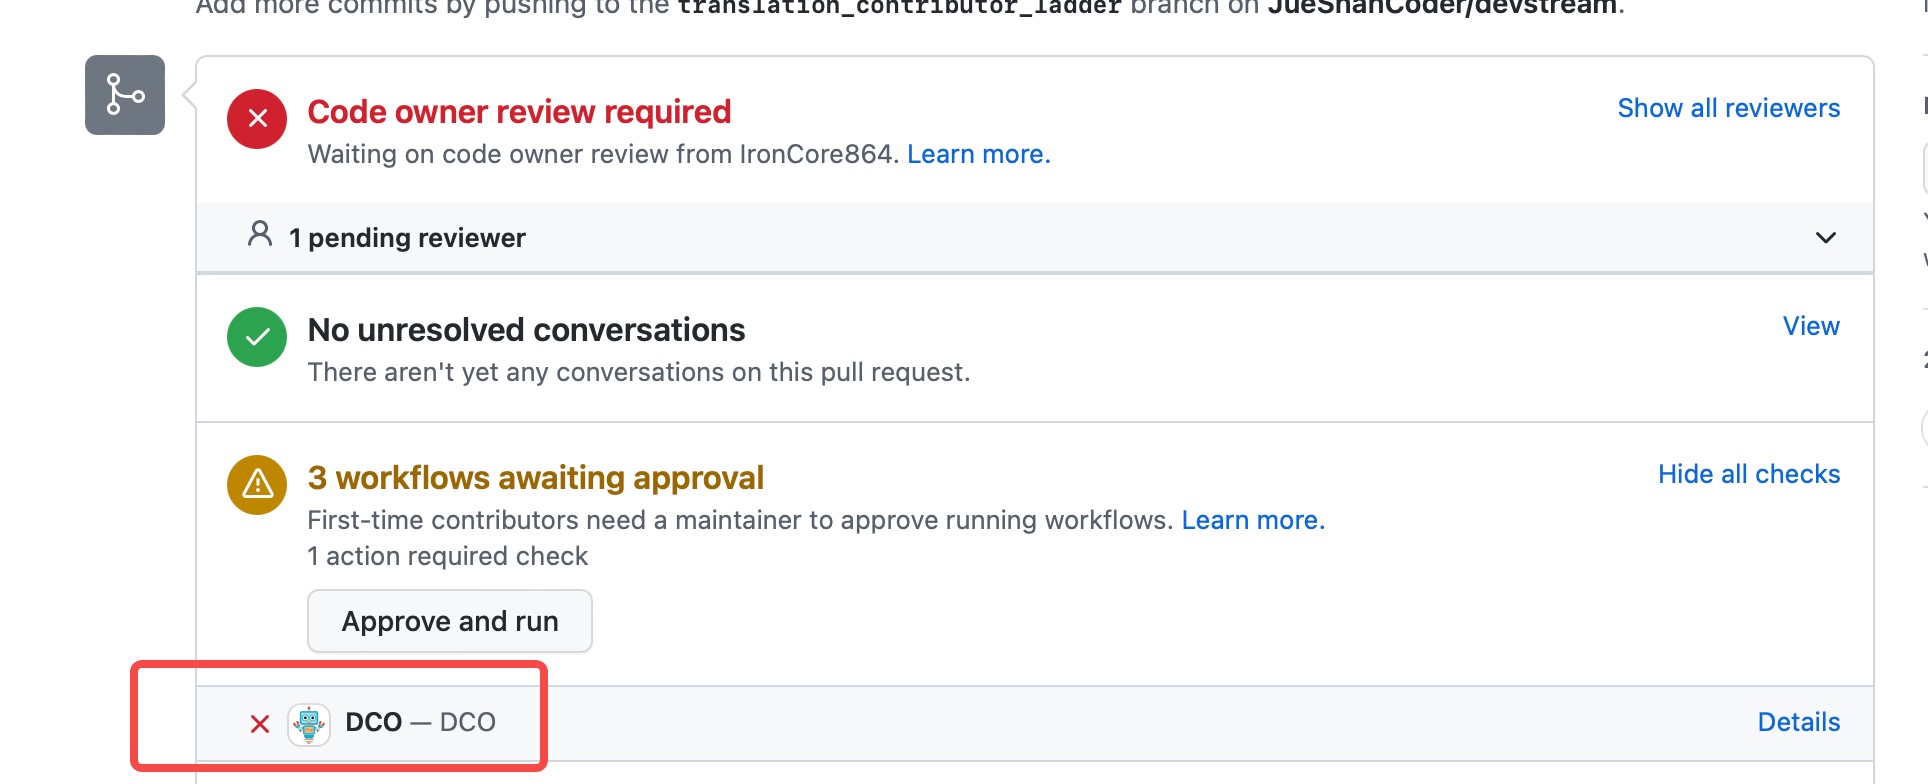 Add more commits by pushing to the translation_contributor_ladder branch on JueShanCoder/devstream.
Code owner review required
Show all reviewers
Waiting on code owner review from IronCore864. Learn more.
1 pending reviewer
No unresolved conversations
View
There aren't yet any conversations on this pull request.
3 workflows awaiting approval
Hide all checks
First-time contributors need a maintainer to approve running workflows. Learn more.
1 action required check
Approve and run
DCO — DCO
Details